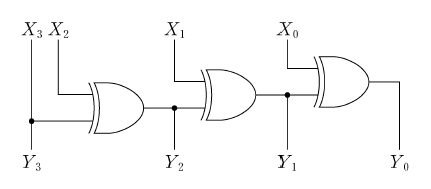 X₃ X₂ X₁ X₀
Y₃ Y₂ Y₁ Y₀